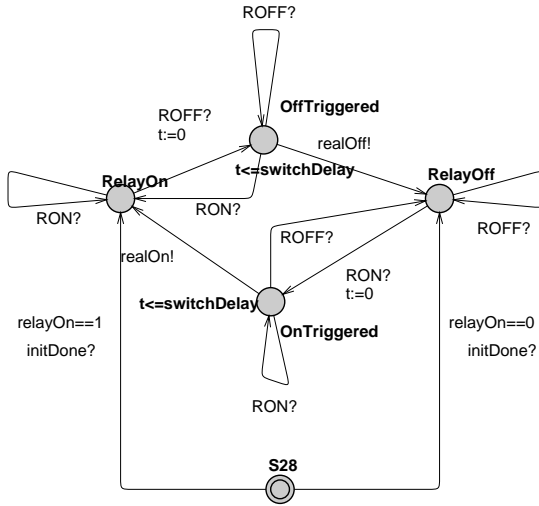 ROFF?
OffTriggered
ROFF?
t:=0
realOff!
t<=switchDelay
RelayOn
RelayOff
RON?
RON?
ROFF?
ROFF?
realOn!
RON?
t:=0
t<=switchDelay
OnTriggered
relayOn==1
initDone?
relayOn==0
initDone?
RON?
S28